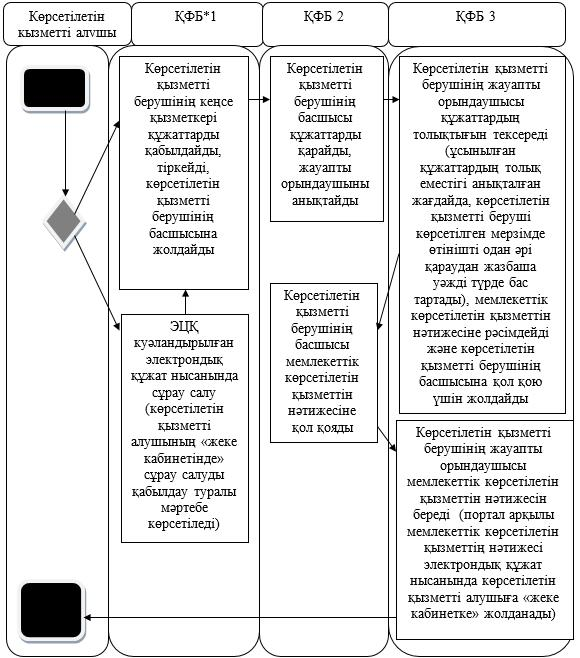 Көрсетілетін
қызметті алушы
ҚФБ*1
ҚФБ 2
ҚФБ 3
Көрсетілетін
қызметті
берушінің кеңсе
қызметкері
құжаттарды
қабылдайды,
тіркейді,
көрсетілетін
қызметті
берушінің
басшысына
жолдайды
Көрсетілетін
қызметті
берушінің
басшысы
құжаттарды
қарайды,
жауапты
орындаушыны
анықтайды
Көрсетілетін қызметті
берушінің жауапты
орындаушысы
құжаттардың
толықтығын тексереді
(ұсынылған
құжаттардың толық
еместігі анықталған
жағдайда, көрсетілетін
қызметті беруші
көрсетілген мерзімде
өтінішті одан әрі
қараудан жазбаша
уәжді түрде бас
тартады), мемлекеттік
көрсетілетін қызметтін
нәтижесіне рәсімдейді
және көрсетілетін
қызметті берушінің
басшысына қол қою
үшін жолдайды
ЭЦҚ
куәландырылған
электрондық
құжат нысанында
сұрау салу
(көрсетілетін
қызметті
алушының «жеке
кабинетінде»
сұрау салуды
қабылдау туралы
мәртебе
көрсетіледі)
Көрсетілетін
қызметті
берушінің
басшысы
мемлекеттік
көрсетілетін
қызметтін
нәтижесіне
қол қояды
Көрсетілетін қызметті
берушінің жауапты
орындаушысы
мемлекеттік көрсетілетін
қызметтін нәтижесін
береді (портал арқылы
мемлекеттік көрсетілетін
қызметтің нәтижесі
электрондық құжат
нысанында көрсетілетін
қызметті алушыға «жеке
кабинетке» жолданады)